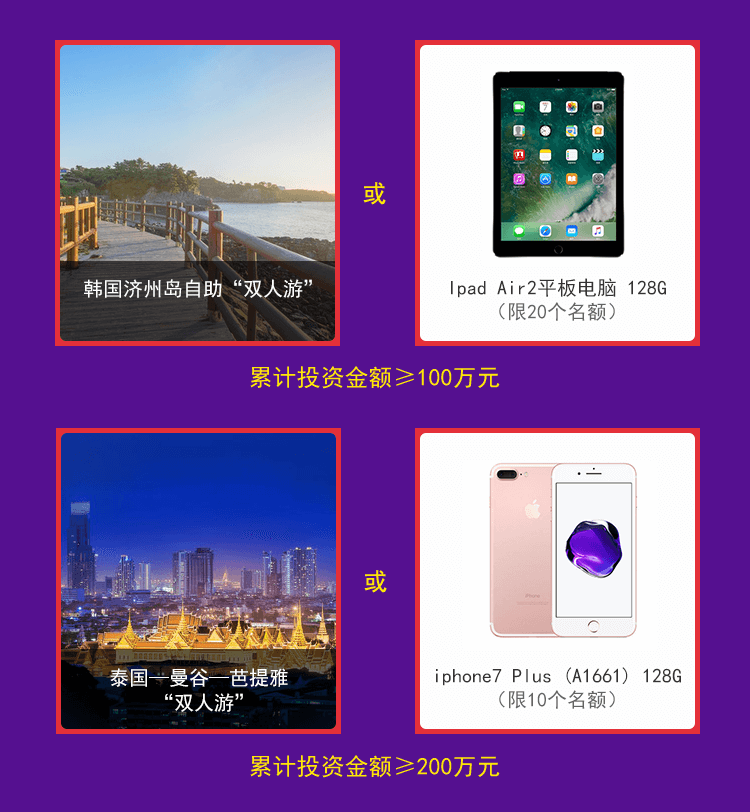 或
韩国济州岛自助“双人游”
Ipad Air2平板电脑 128G
（限20个名额）
累计投资金额≥100万元
或
泰国—曼谷—芭提雅
“双人游”
iphone7 Plus (A1661) 128G
（限10个名额）
累计投资金额≥200万元